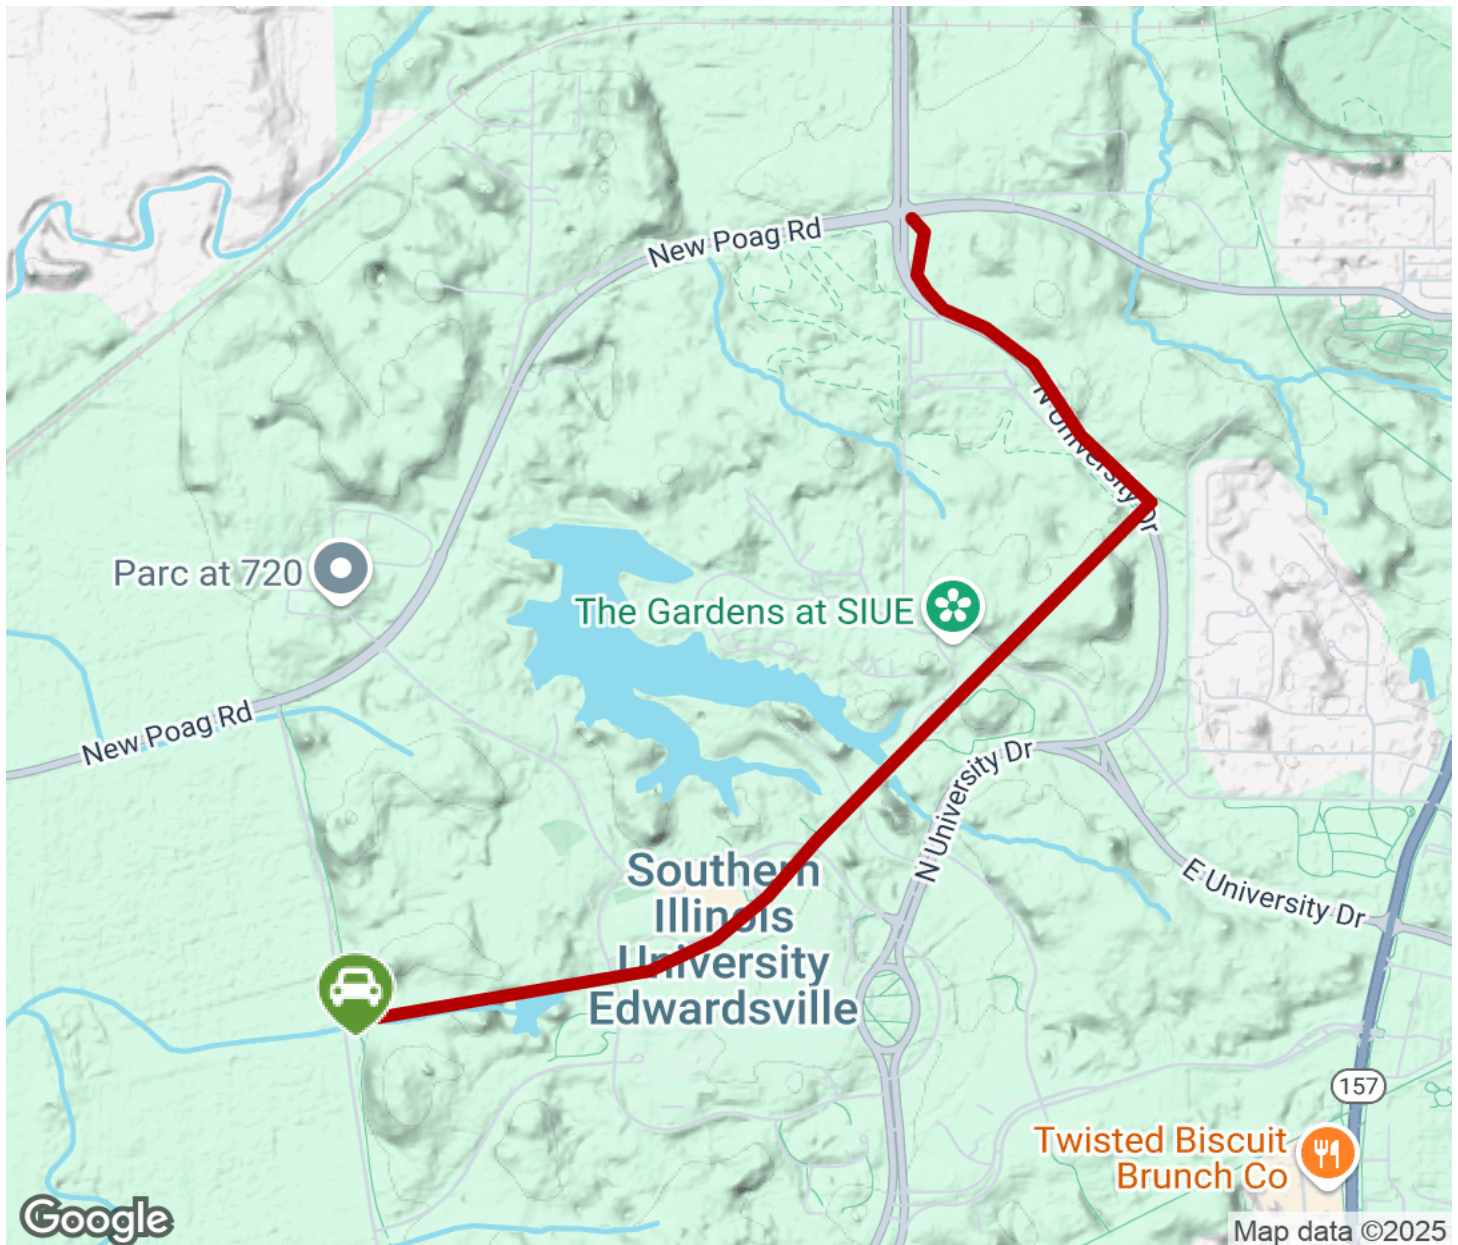 New Poag Rd
N University Dr
Parc at 720
The Gardens at SIUE
New Poag Rd
N University Dr
Southern
Illinois
University
Edwardsville
E University Dr
157
Twisted Biscuit
Brunch Co
Google
Map data ©2025